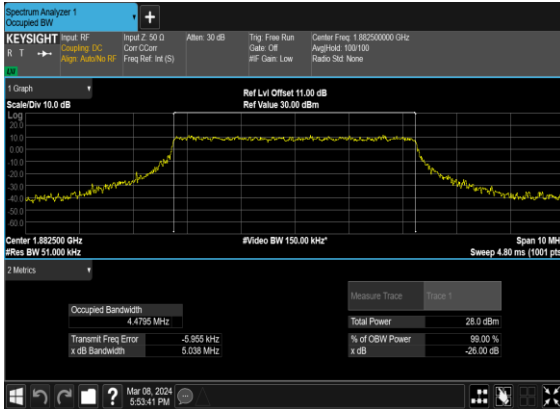 Spectrum Analyzer 1
Occupied BW
+
KEYSIGHT
R T
Input: RF
Coupling: DC
Align: Auto/No RF
Input Z: 50 Ω
Corr CCorr
Freq Ref: Int (S)
Atten: 30 dB
Trig: Free Run
Gate: Off
#IF Gain: Low
Center Freq: 1.882500000 GHz
Avg|Hold: 100/100
Radio Std: None
1 Graph
Scale/Div 10.0 dB
Ref Lvl Offset 11.00 dB
Ref Value 30.00 dBm
Log
20.0
10.0
0.00
-10.0
-20.0
-30.0
-40.0
-50.0
-60.0
Center 1.882500 GHz
#Res BW 51.000 kHz
#Video BW 150.00 kHz*
Span 10 MH
Sweep 4.80 ms (1001 pts
2 Metrics
Measure Trace
Trace 1
Occupied Bandwidth
4.4795 MHz
Total Power
28.0 dBm
Transmit Freq Error
-5.955 kHz
% of OBW Power
99.00 %
x dB Bandwidth
5.038 MHz
x dB
-26.00 dB
?
Mar 08, 2024
5:53:41 PM